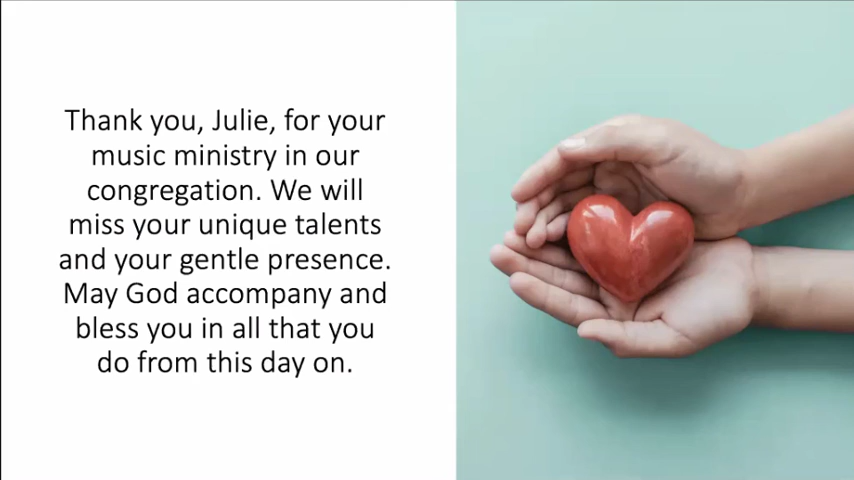 Thank you, Julie, for your
music ministry in our
congregation. We will
miss your unique talents
and your gentle presence.
May God accompany and
bless you in all that you
do from this day on.